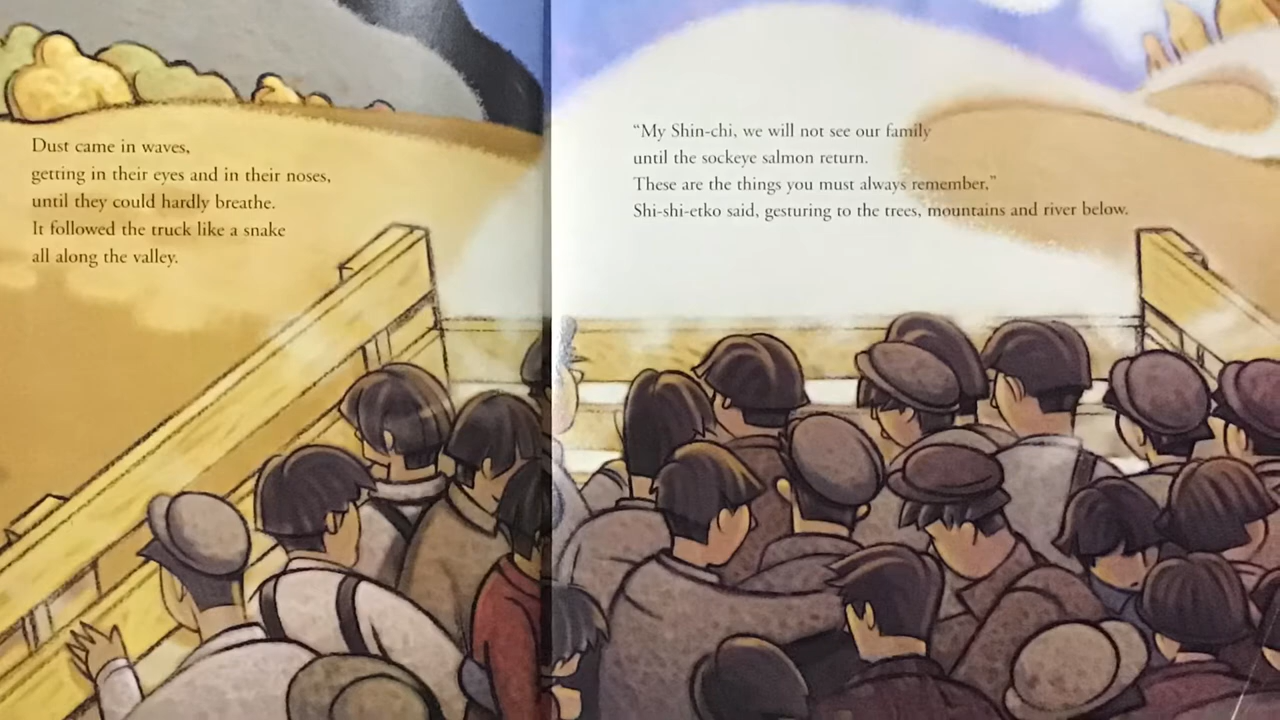 Dust came in waves,
getting in their eyes and in their noses,
until they could hardly breathe.
It followed the truck like a snake
all along the valley.
“My Shin-chi, we will not see our family
until the sockeye salmon return.
These are the things you must always remember.”
Shi-shi-etko said, gesturing to the trees, mountains and river below.